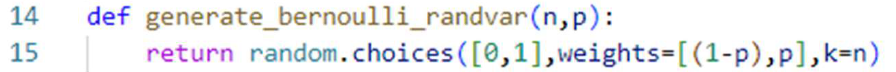 14 def generate_bernoulli_randvar(n,p):
15     return random.choices([0,1],weights=[(1-p),p],k=n)